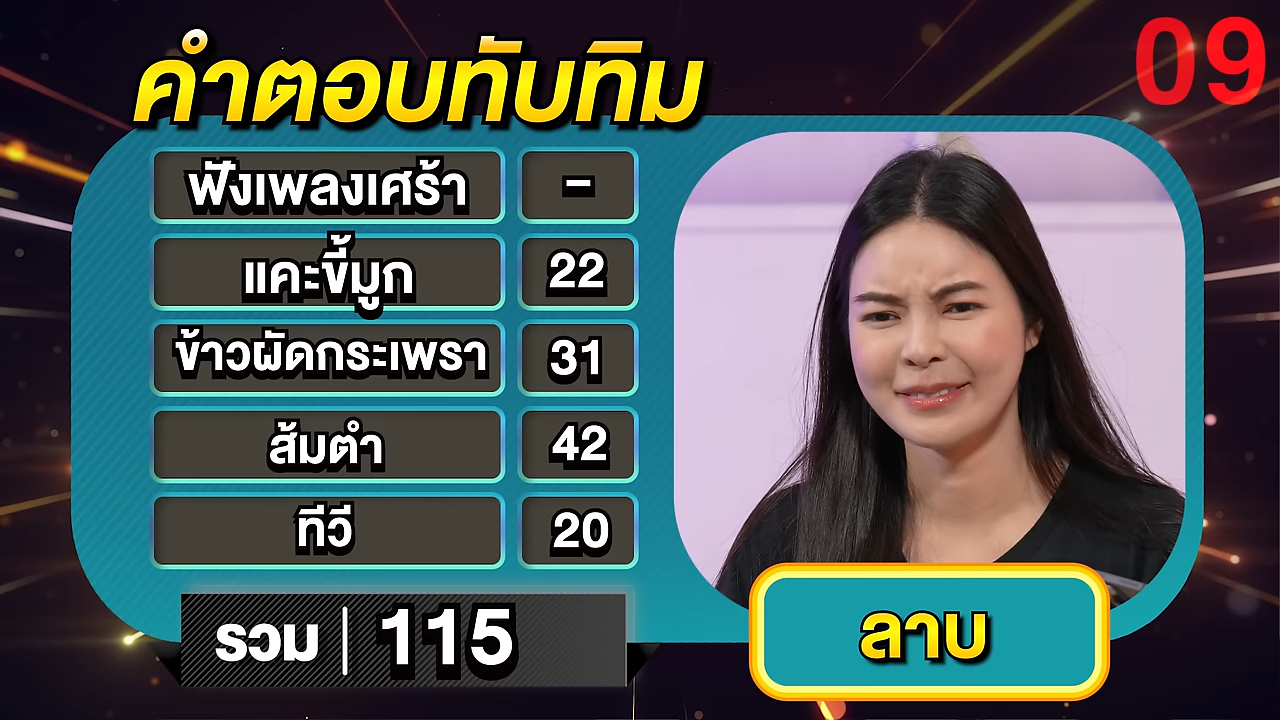 09
คำตอบทับทิม
ฟังเพลงเศร้า -
แคะขี้มูก 22
ข้าวผัดกระเพรา 31
ส้มตำ 42
ทีวี 20
รวม | 115
ลาบ